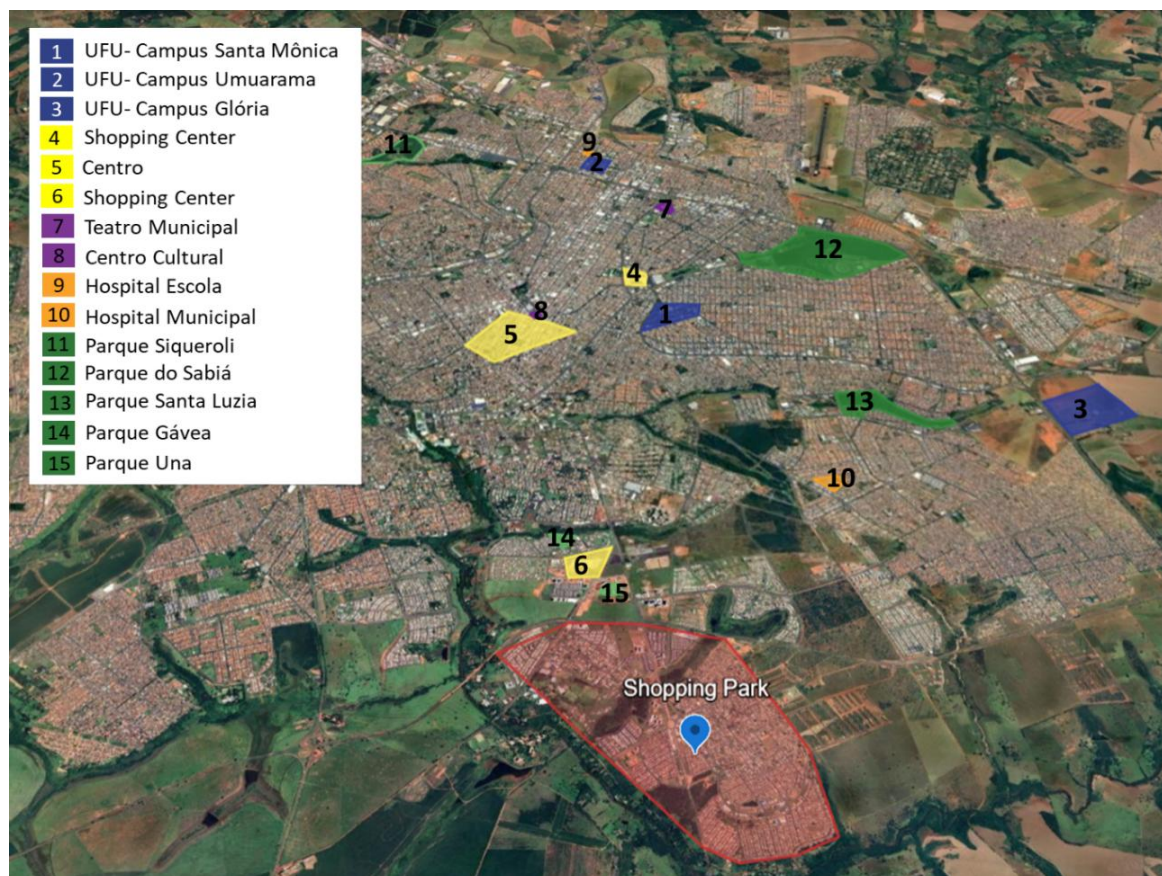 1 UFU- Campus Santa Mônica
2 UFU- Campus Umuarama
3 UFU- Campus Glória
4 Shopping Center
5 Centro
6 Shopping Center
7 Teatro Municipal
8 Centro Cultural
9 Hospital Escola
10 Hospital Municipal
11 Parque Siqueroli
12 Parque do Sabiá
13 Parque Santa Luzia
14 Parque Gávea
15 Parque Una
9
11
2
7
12
4
1
8
5
3
13
10
14
6
15
Shopping Park